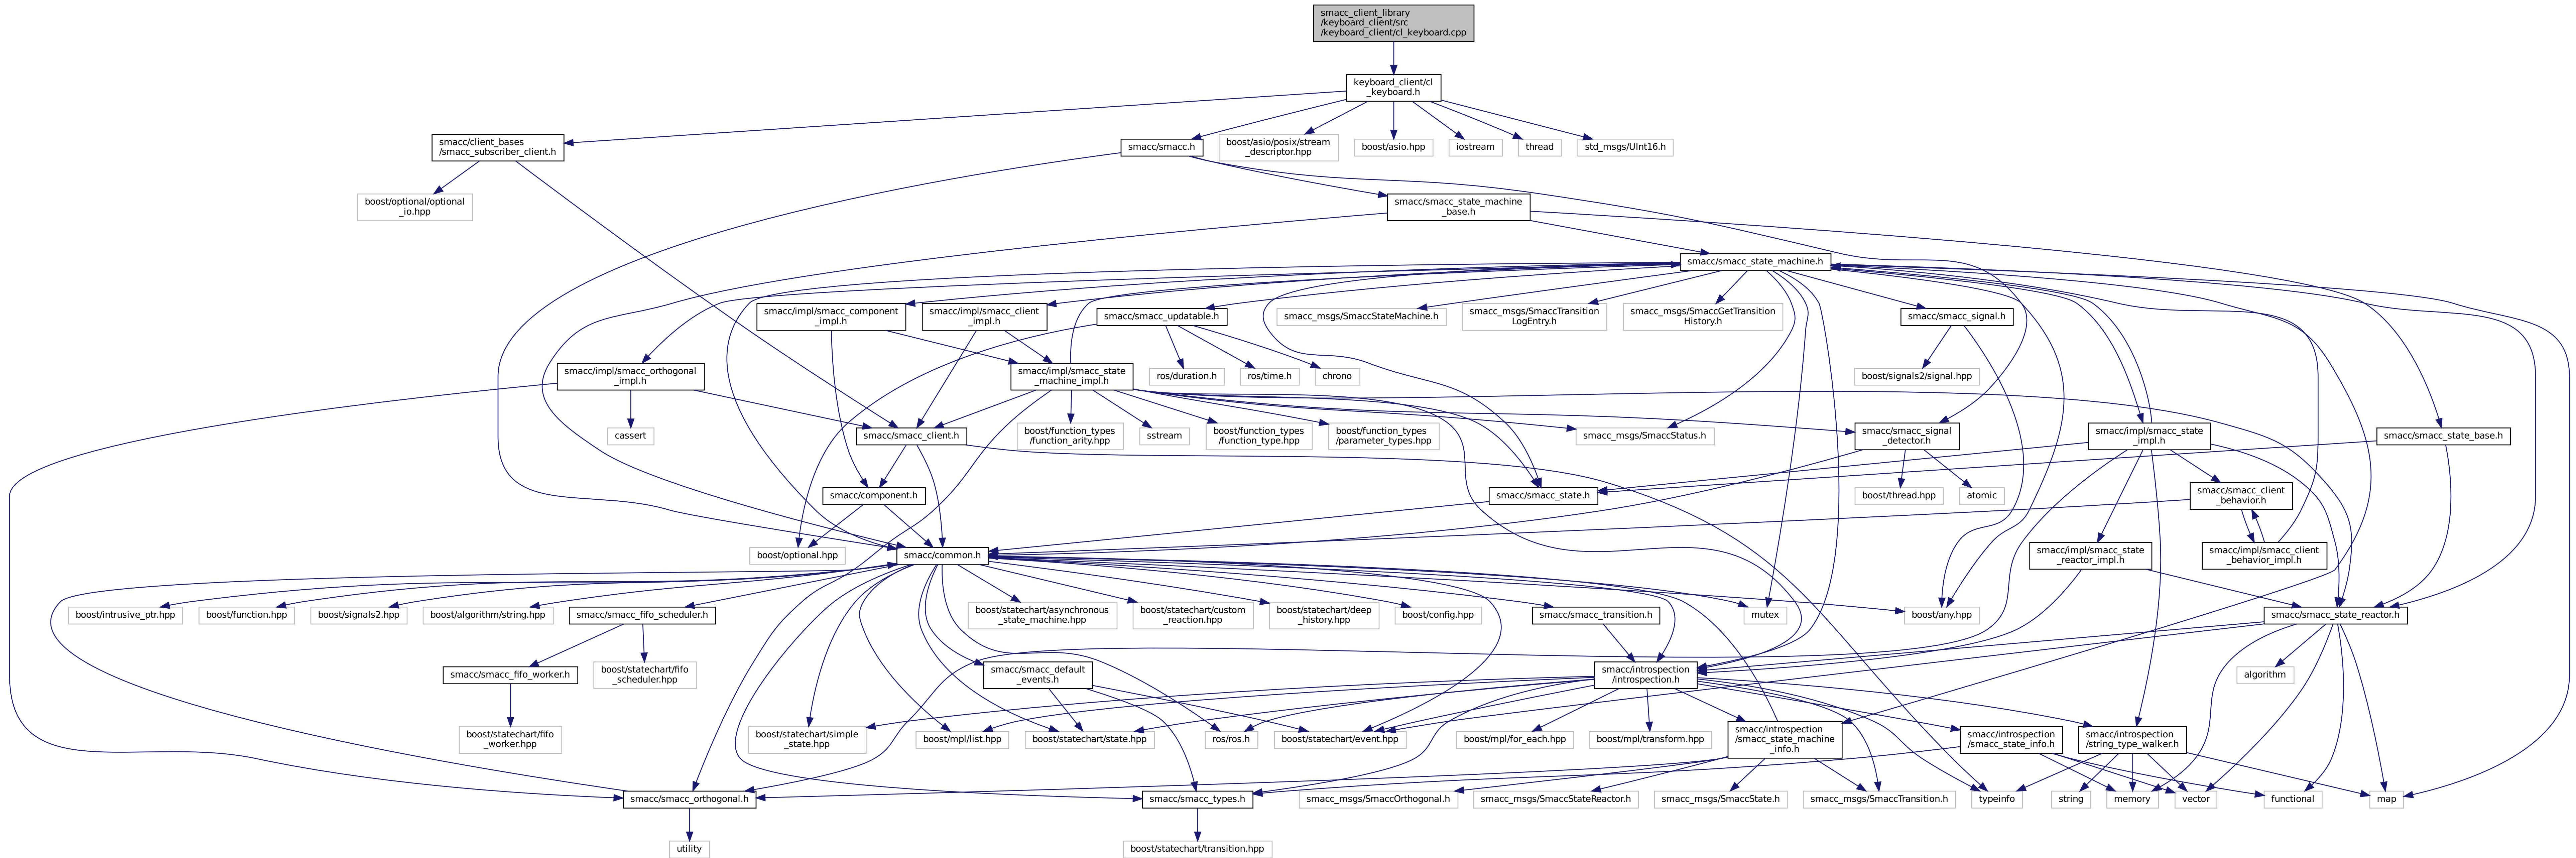 smacc_client_library
/keyboard_client/src
/keyboard_client/cl_keyboard.cpp
keyboard_client/cl
_keyboard.h
smacc/client_bases
/smacc_subscriber_client.h
smacc/smacc.h
boost/asio/posix/stream
_descriptor.hpp
boost/asio.hpp
iostream
thread
std_msgs/UInt16.h
boost/optional/optional
_io.hpp
smacc/smacc_state_machine
_base.h
smacc/smacc_state_machine.h
smacc/impl/smacc_component
_impl.h
smacc/impl/smacc_client
_impl.h
smacc/smacc_updatable.h
smacc_msgs/SmaccStateMachine.h
smacc_msgs/SmaccTransition
LogEntry.h
smacc_msgs/SmaccGetTransition
History.h
smacc/smacc_signal.h
smacc/impl/smacc_orthogonal
_impl.h
smacc/impl/smacc_state
_machine_impl.h
ros/duration.h
ros/time.h
chrono
boost/signals2/signal.hpp
cassert
smacc/smacc_client.h
boost/function_types
/function_arity.hpp
sstream
boost/function_types
/function_type.hpp
boost/function_types
/parameter_types.hpp
smacc_msgs/SmaccStatus.h
smacc/smacc_signal
_detector.h
smacc/impl/smacc_state
_impl.h
smacc/smacc_state_base.h
smacc/component.h
smacc/smacc_state.h
boost/thread.hpp
atomic
smacc/smacc_client
_behavior.h
boost/optional.hpp
smacc/common.h
smacc/impl/smacc_state
_reactor_impl.h
smacc/impl/smacc_client
_behavior_impl.h
boost/intrusive_ptr.hpp
boost/function.hpp
boost/signals2.hpp
boost/algorithm/string.hpp
smacc/smacc_fifo_scheduler.h
boost/statechart/asynchronous
_state_machine.hpp
boost/statechart/custom
_reaction.hpp
boost/statechart/deep
_history.hpp
boost/config.hpp
smacc/smacc_transition.h
mutex
boost/any.hpp
smacc/smacc_state_reactor.h
smacc/smacc_fifo_worker.h
boost/statechart/fifo
_scheduler.hpp
smacc/smacc_default
_events.h
smacc/introspection
/introspection.h
algorithm
boost/statechart/fifo
_worker.hpp
boost/statechart/simple
_state.hpp
boost/mpl/list.hpp
boost/statechart/state.hpp
ros/ros.h
boost/statechart/event.hpp
boost/mpl/for_each.hpp
boost/mpl/transform.hpp
smacc/introspection
/smacc_state_machine
_info.h
smacc/introspection
/smacc_state_info.h
smacc/introspection
/string_type_walker.h
smacc/smacc_orthogonal.h
smacc/smacc_types.h
smacc_msgs/SmaccOrthogonal.h
smacc_msgs/SmaccStateReactor.h
smacc_msgs/SmaccState.h
smacc_msgs/SmaccTransition.h
typeinfo
string
memory
vector
functional
map
utility
boost/statechart/transition.hpp